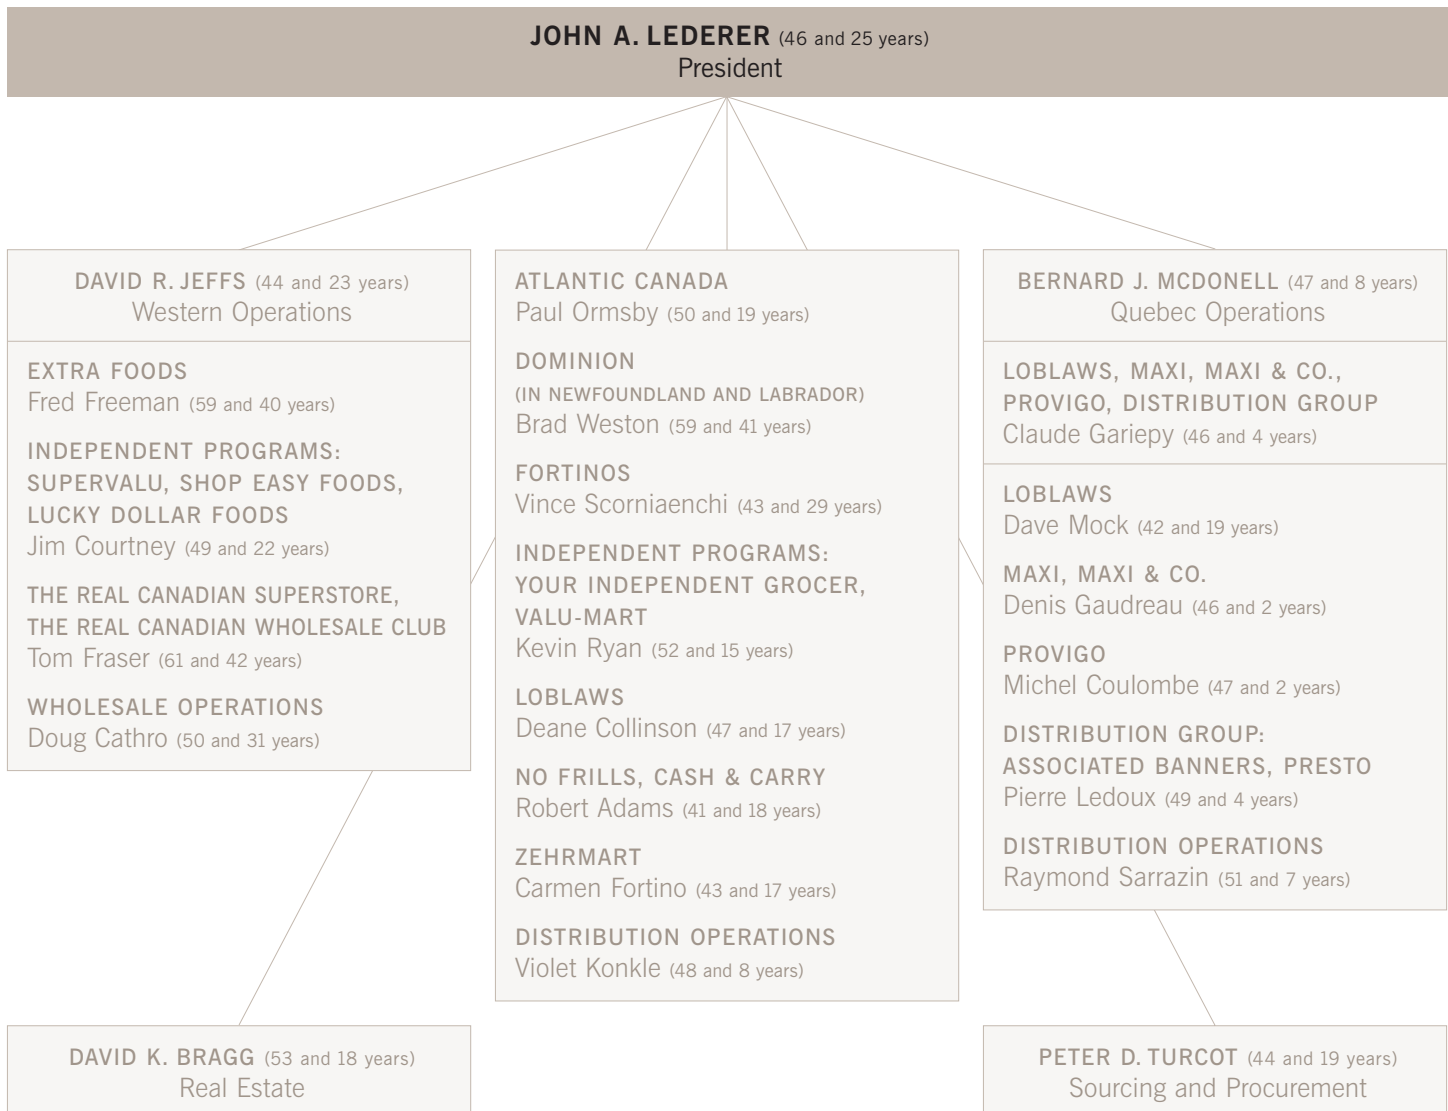 JOHN A. LEDERER (46 and 25 years)
President
DAVID R. JEFFS (44 and 23 years)
Western Operations
EXTRA FOODS
Fred Freeman (59 and 40 years)
INDEPENDENT PROGRAMS:
SUPERVALU, SHOP EASY FOODS,
LUCKY DOLLAR FOODS
Jim Courtney (49 and 22 years)
THE REAL CANADIAN SUPERSTORE,
THE REAL CANADIAN WHOLESALE CLUB
Tom Fraser (61 and 42 years)
WHOLESALE OPERATIONS
Doug Cathro (50 and 31 years)
ATLANTIC CANADA
Paul Ormsby (50 and 19 years)
DOMINION
(IN NEWFOUNDLAND AND LABRADOR)
Brad Weston (59 and 41 years)
FORTINOS
Vince Scorniaenchi (43 and 29 years)
INDEPENDENT PROGRAMS:
YOUR INDEPENDENT GROCER,
VALU-MART
Kevin Ryan (52 and 15 years)
LOBLAWS
Deane Collinson (47 and 17 years)
NO FRILLS, CASH & CARRY
Robert Adams (41 and 18 years)
ZEHRMART
Carmen Fortino (43 and 17 years)
DISTRIBUTION OPERATIONS
Violet Konkle (48 and 8 years)
BERNARD J. MCDONELL (47 and 8 years)
Quebec Operations
LOBLAWS, MAXI, MAXI & CO.,
PROVIGO, DISTRIBUTION GROUP
Claude Gariepy (46 and 4 years)
LOBLAWS
Dave Mock (42 and 19 years)
MAXI, MAXI & CO.
Denis Gaudreau (46 and 2 years)
PROVIGO
Michel Coulombe (47 and 2 years)
DISTRIBUTION GROUP:
ASSOCIATED BANNERS, PRESTO
Pierre Ledoux (49 and 4 years)
DISTRIBUTION OPERATIONS
Raymond Sarrazin (51 and 7 years)
DAVID K. BRAGG (53 and 18 years)
Real Estate
PETER D. TURCOT (44 and 19 years)
Sourcing and Procurement